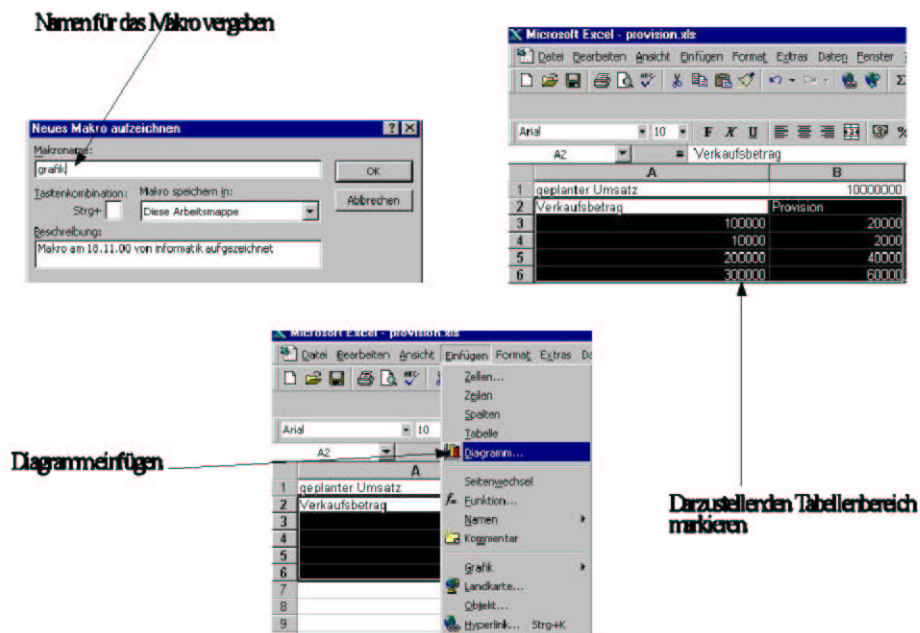 Namen für das Makro vergeben
Neues Makro aufzeichnen
Makroname:
grafik
OK
Tastenkombination:
Makro speichern in:
Strg+
Diese Arbeitsmappe
Abbrechen
Beschreibung:
Makro am 18.11.00 von informatik aufgezeichnet
Microsoft Excel - provision.xls
Datei Bearbeiten Ansicht Einfügen Format Extras Daten Fenster
Arial 10 F K U
A2 = Verkaufsbetrag
A B
1 geplanter Umsatz 10000000
2 Verkaufsbetrag Provision
3 100000 20000
4 10000 2000
5 200000 40000
6 300000 60000
Microsoft Excel - provision.xls
Datei Bearbeiten Ansicht Einfügen Format Extras Da
Arial 10
A2
A
1 geplanter Umsatz
2 Verkaufsbetrag
3
4
5
6
7
8
9
Zellen...
Zeilen
Spalten
Tabelle
Diagramm...
Seitenwechsel
Funktion...
Namen
Kommentar
Grafik
Landkarte...
Objekt...
Hyperlink... Strg+K
Diagramm einfügen
Darzustellenden Tabellenbereich
markieren